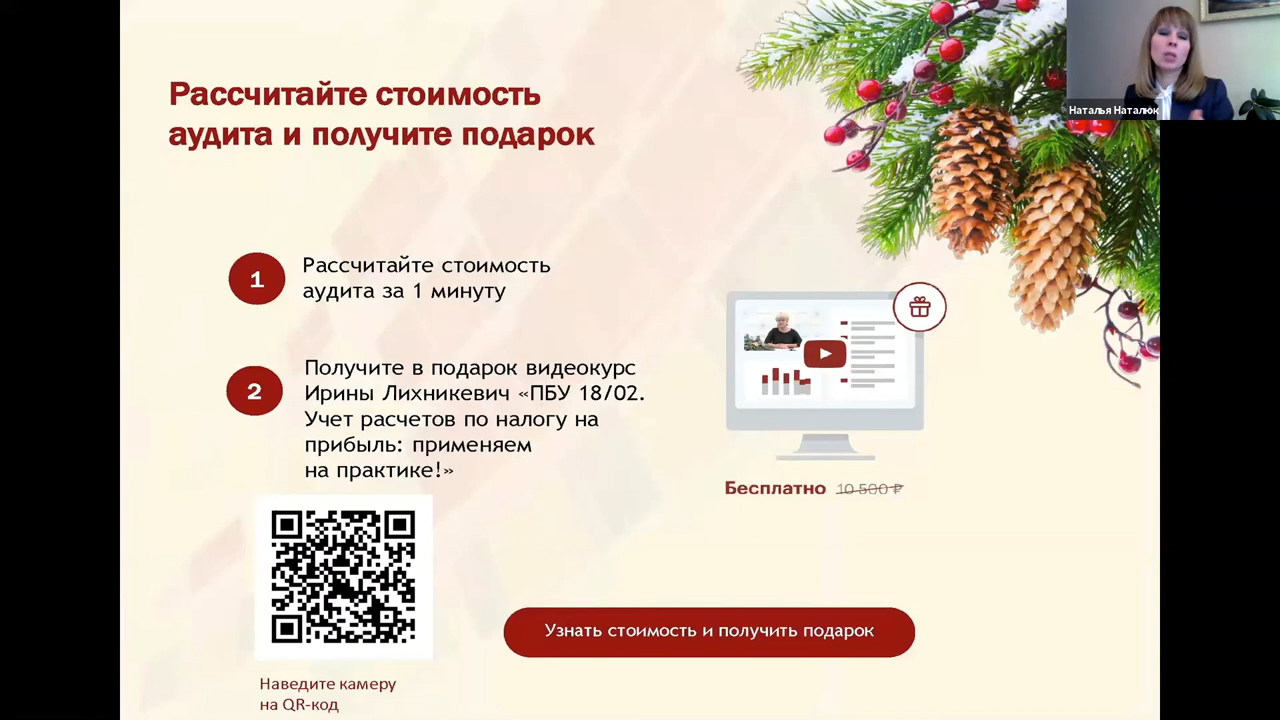 Рассчитайте стоимость
аудита и получите подарок
Наталья Наталюк
1
Рассчитайте стоимость
аудита за 1 минуту
2
Получите в подарок видеокурс
Ирины Лихникевич «ПБУ 18/02.
Учет расчетов по налогу на
прибыль: применяем
на практике!»
Бесплатно 10 500 ₽
Узнать стоимость и получить подарок
Наведите камеру
на QR-код